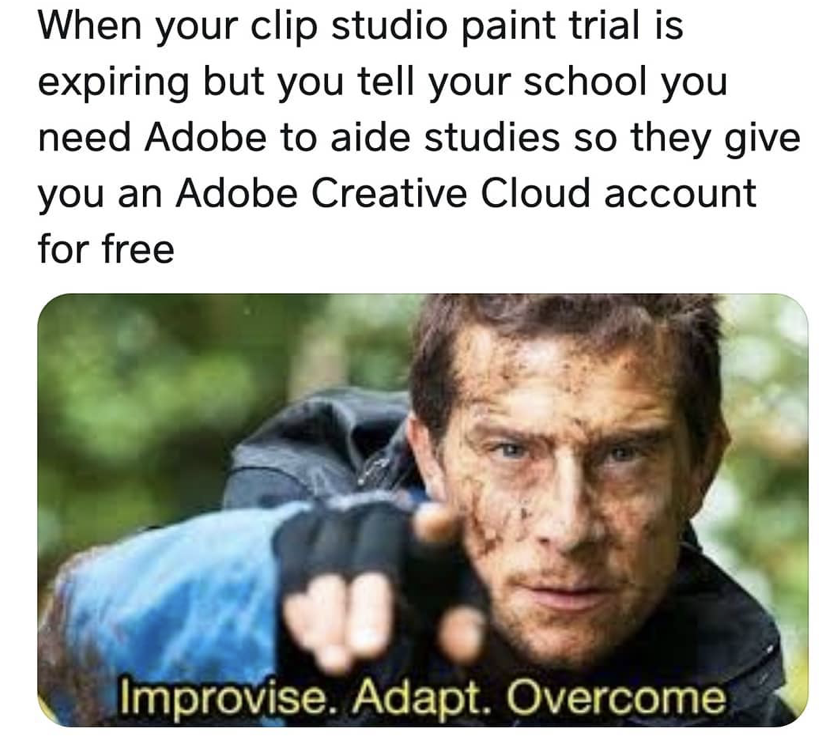 When your clip studio paint trial is
expiring but you tell your school you
need Adobe to aide studies so they give
you an Adobe Creative Cloud account
for free
Improvise. Adapt. Overcome